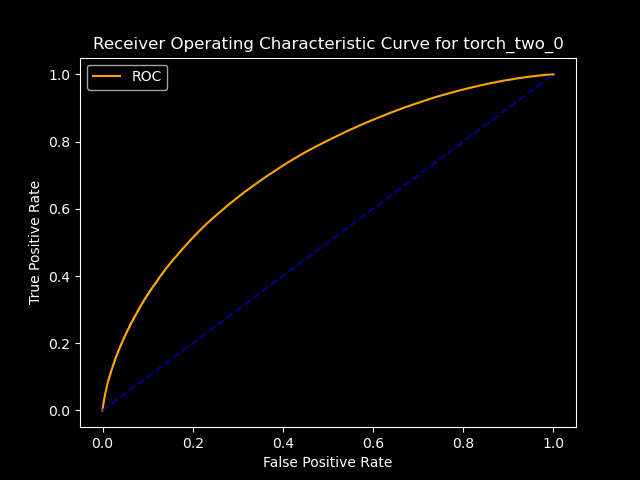 Receiver Operating Characteristic Curve for torch_two_0
ROC
1.0
0.8
0.6
0.4
0.2
0.0
True Positive Rate
0.0 0.2 0.4 0.6 0.8 1.0
False Positive Rate